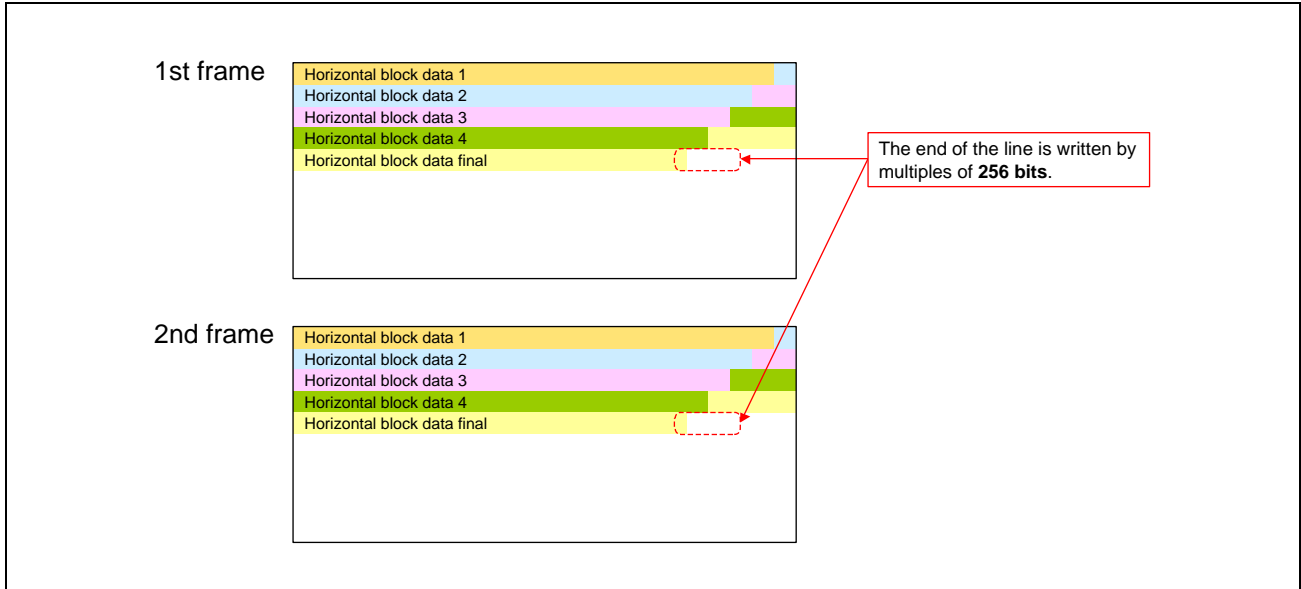 1st frame
Horizontal block data 1
Horizontal block data 2
Horizontal block data 3
Horizontal block data 4
Horizontal block data final
The end of the line is written by
multiples of 256 bits.
2nd frame
Horizontal block data 1
Horizontal block data 2
Horizontal block data 3
Horizontal block data 4
Horizontal block data final